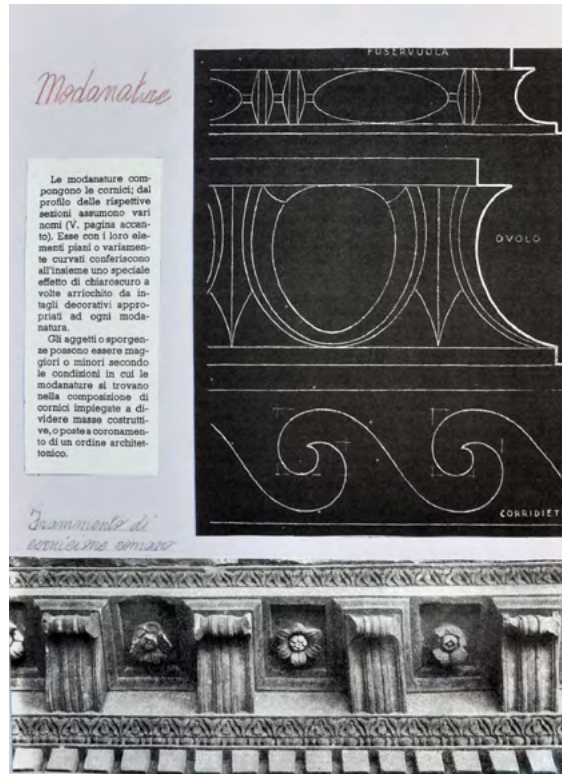 FUSERVUOLA
Modanature
Le modanature com-
pongono le cornici; dal
profilo delle rispettive
sezioni assumono vari
nomi (V. pagina accan-
to). Esse con i loro ele-
menti piani o variamen-
te curvati conferiscono
all'insieme uno speciale
effetto di chiaroscuro a
volte arricchito da in-
tagli decorativi appro-
priati ad ogni moda-
natura.
Gli aggetti o sporgen-
ze possono essere mag-
giori o minori secondo
le condizioni in cui le
modanature si trovano
nella composizione di
cornici impiegate a di-
videre masse costrutti-
ve, o poste a coronamen-
to di un ordine architet-
tonico.
OVOLO
CORRIDIET
Frammento di
cornicione romano